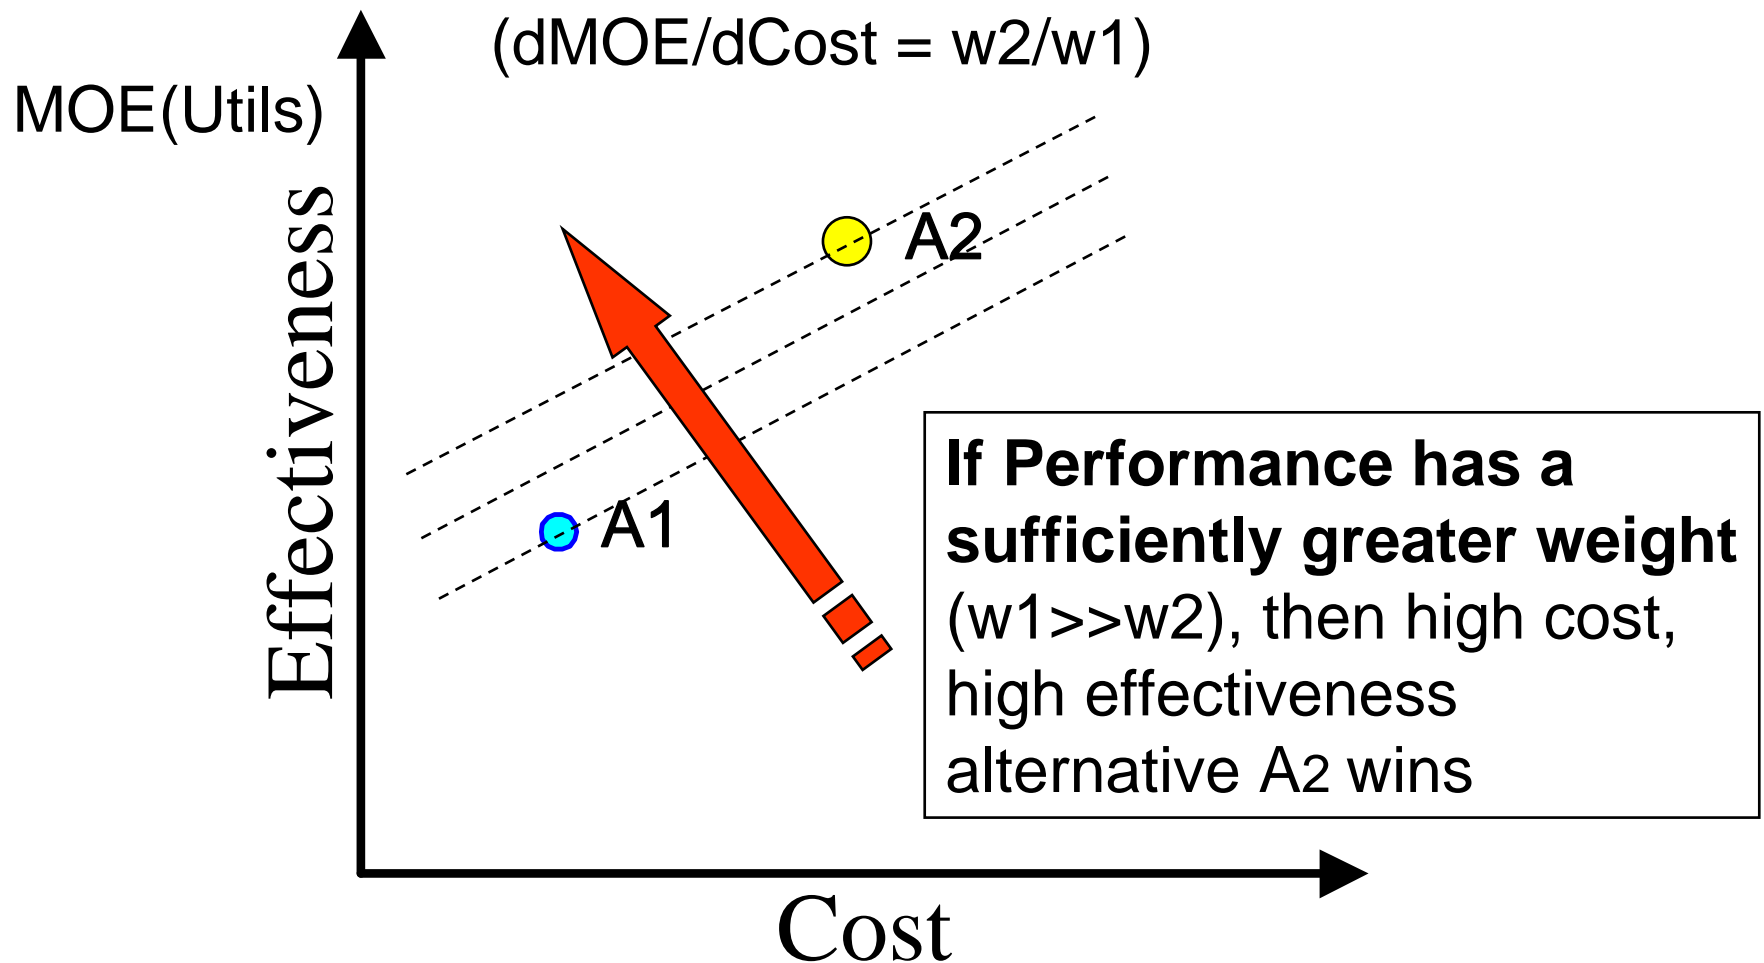 (dMOE/dCost = w2/w1)
MOE(Utils)
Effectiveness
A2
A1
If Performance has a
sufficiently greater weight
(w1>>w2), then high cost,
high effectiveness
alternative A2 wins
Cost